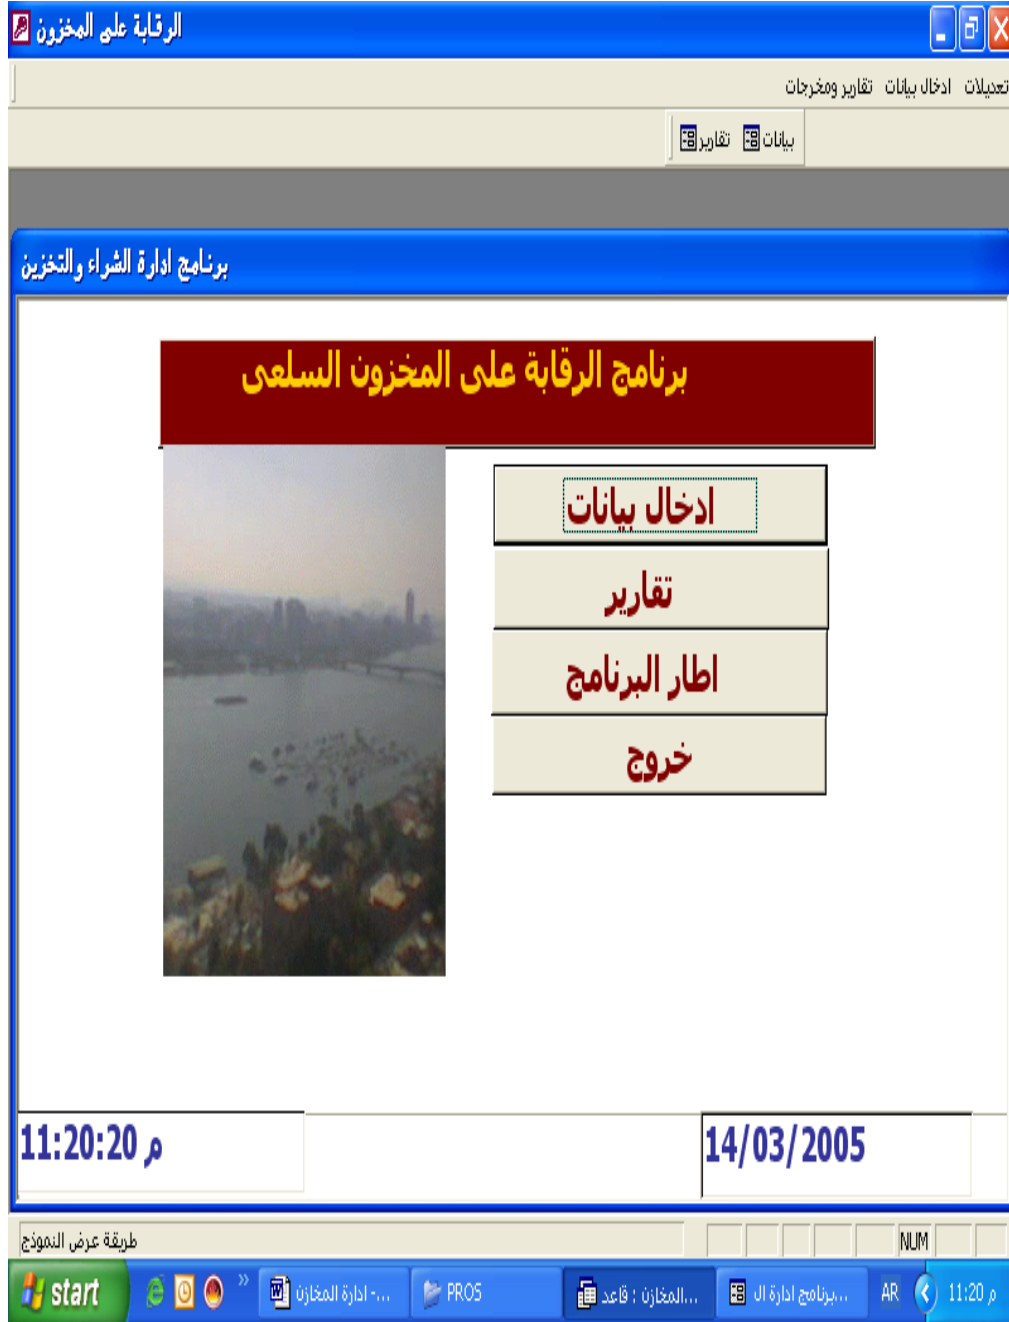 الرقابة على المخزون
تعديلات ادخال بيانات تقارير ومخرجات
بيانات تقارير
برنامج ادارة الشراء والتخزين
برنامج الرقابة على المخزون السلعى
ادخال بيانات
تقارير
اطار البرنامج
خروج
11:20:20 م
14/03/2005
طريقة عرض النموذج
NUM
start
ادارة المخازن - ...
PROS
المخازن : قاعد...
برنامج ادارة ال...
AR
11:20 م